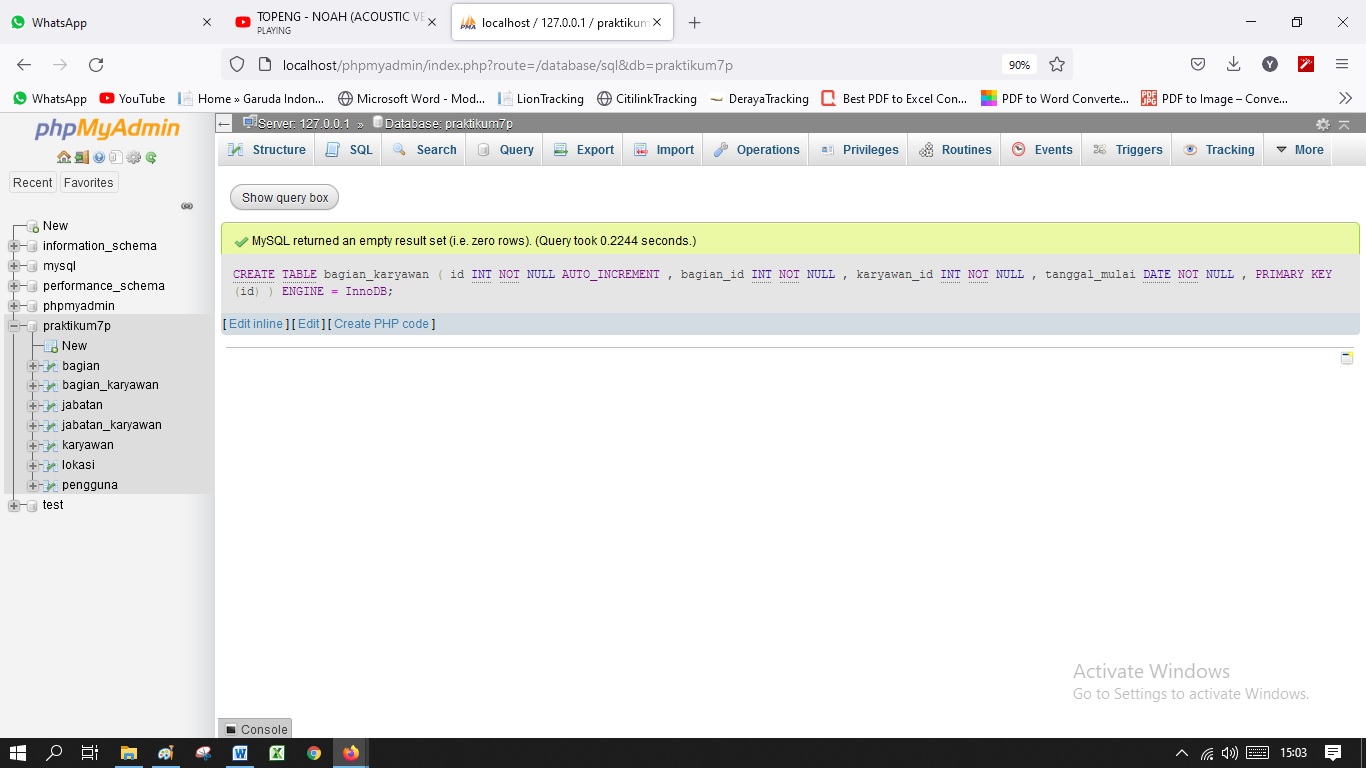 WhatsApp
TOPENG - NOAH (ACOUSTIC VE
PLAYING
localhost / 127.0.0.1 / praktikum
localhost/phpmyadmin/index.php?route=/database/sql&db=praktikum7p
90%
WhatsApp YouTube Home » Garuda Indon... Microsoft Word - Mod... LionTracking CitilinkTracking DerayaTracking Best PDF to Excel Con... PDF to Word Converte... PDF to Image – Conve...
phpMyAdmin
Recent Favorites
New
information_schema
mysql
performance_schema
phpmyadmin
praktikum7p
New
bagian
bagian_karyawan
jabatan
jabatan_karyawan
karyawan
lokasi
pengguna
test
Server: 127.0.0.1 » Database: praktikum7p
Structure SQL Search Query Export Import Operations Privileges Routines Events Triggers Tracking More
Show query box
MySQL returned an empty result set (i.e. zero rows). (Query took 0.2244 seconds.)
CREATE TABLE bagian_karyawan ( id INT NOT NULL AUTO_INCREMENT , bagian_id INT NOT NULL , karyawan_id INT NOT NULL , tanggal_mulai DATE NOT NULL , PRIMARY KEY
(id) ) ENGINE = InnoDB;
[ Edit inline ] [ Edit ] [ Create PHP code ]
Activate Windows
Go to Settings to activate Windows.
Console
15:03